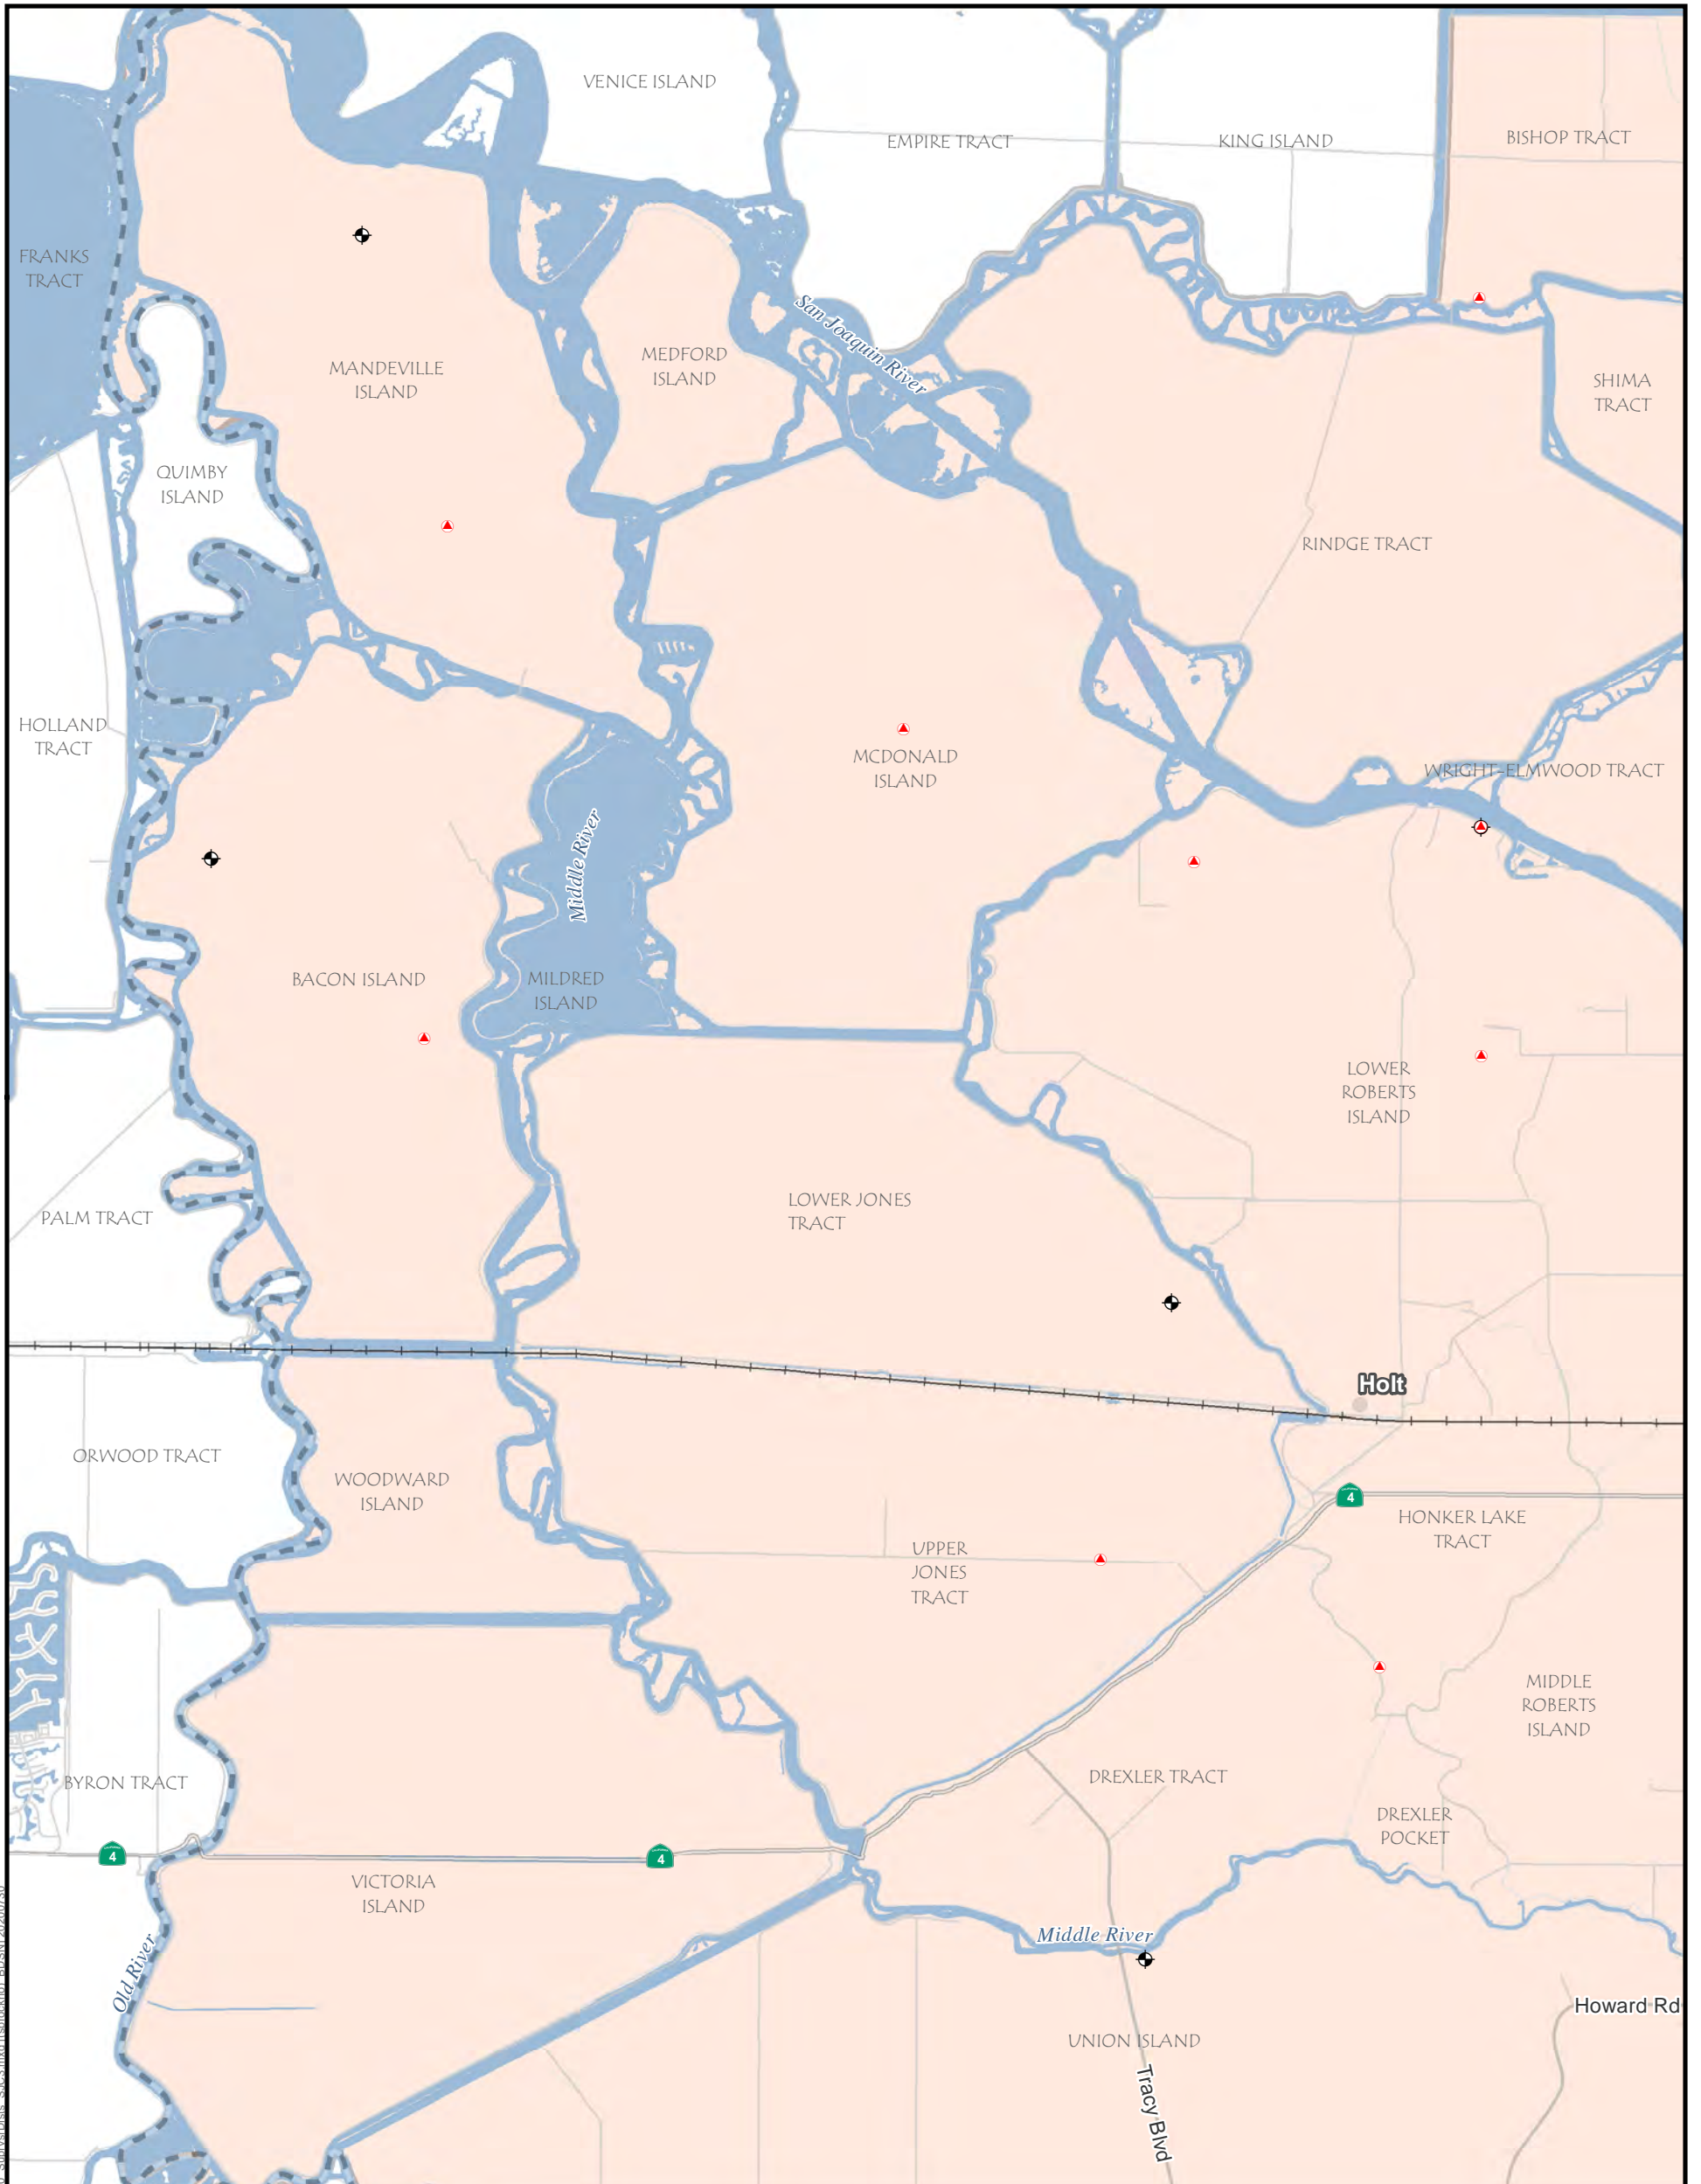 VENICE ISLAND
EMPIRE TRACT
KING ISLAND
BISHOP TRACT
FRANKS
TRACT
San Joaquin River
MANDEVILLE
ISLAND
MEDFORD
ISLAND
SHIMA
TRACT
QUIMBY
ISLAND
RINDGE TRACT
HOLLAND
TRACT
MCDONALD
ISLAND
WRIGHT-ELMWOOD TRACT
Middle River
BACON ISLAND
MILDRED
ISLAND
LOWER
ROBERTS
ISLAND
PALM TRACT
LOWER JONES
TRACT
Holt
ORWOOD TRACT
WOODWARD
ISLAND
4
HONKER LAKE
TRACT
UPPER
JONES
TRACT
MIDDLE
ROBERTS
ISLAND
BYRON TRACT
DREXLER TRACT
DREXLER
POCKET
4
4
VICTORIA
ISLAND
Old River
Middle River
Howard Rd
UNION ISLAND
Tracy Blvd